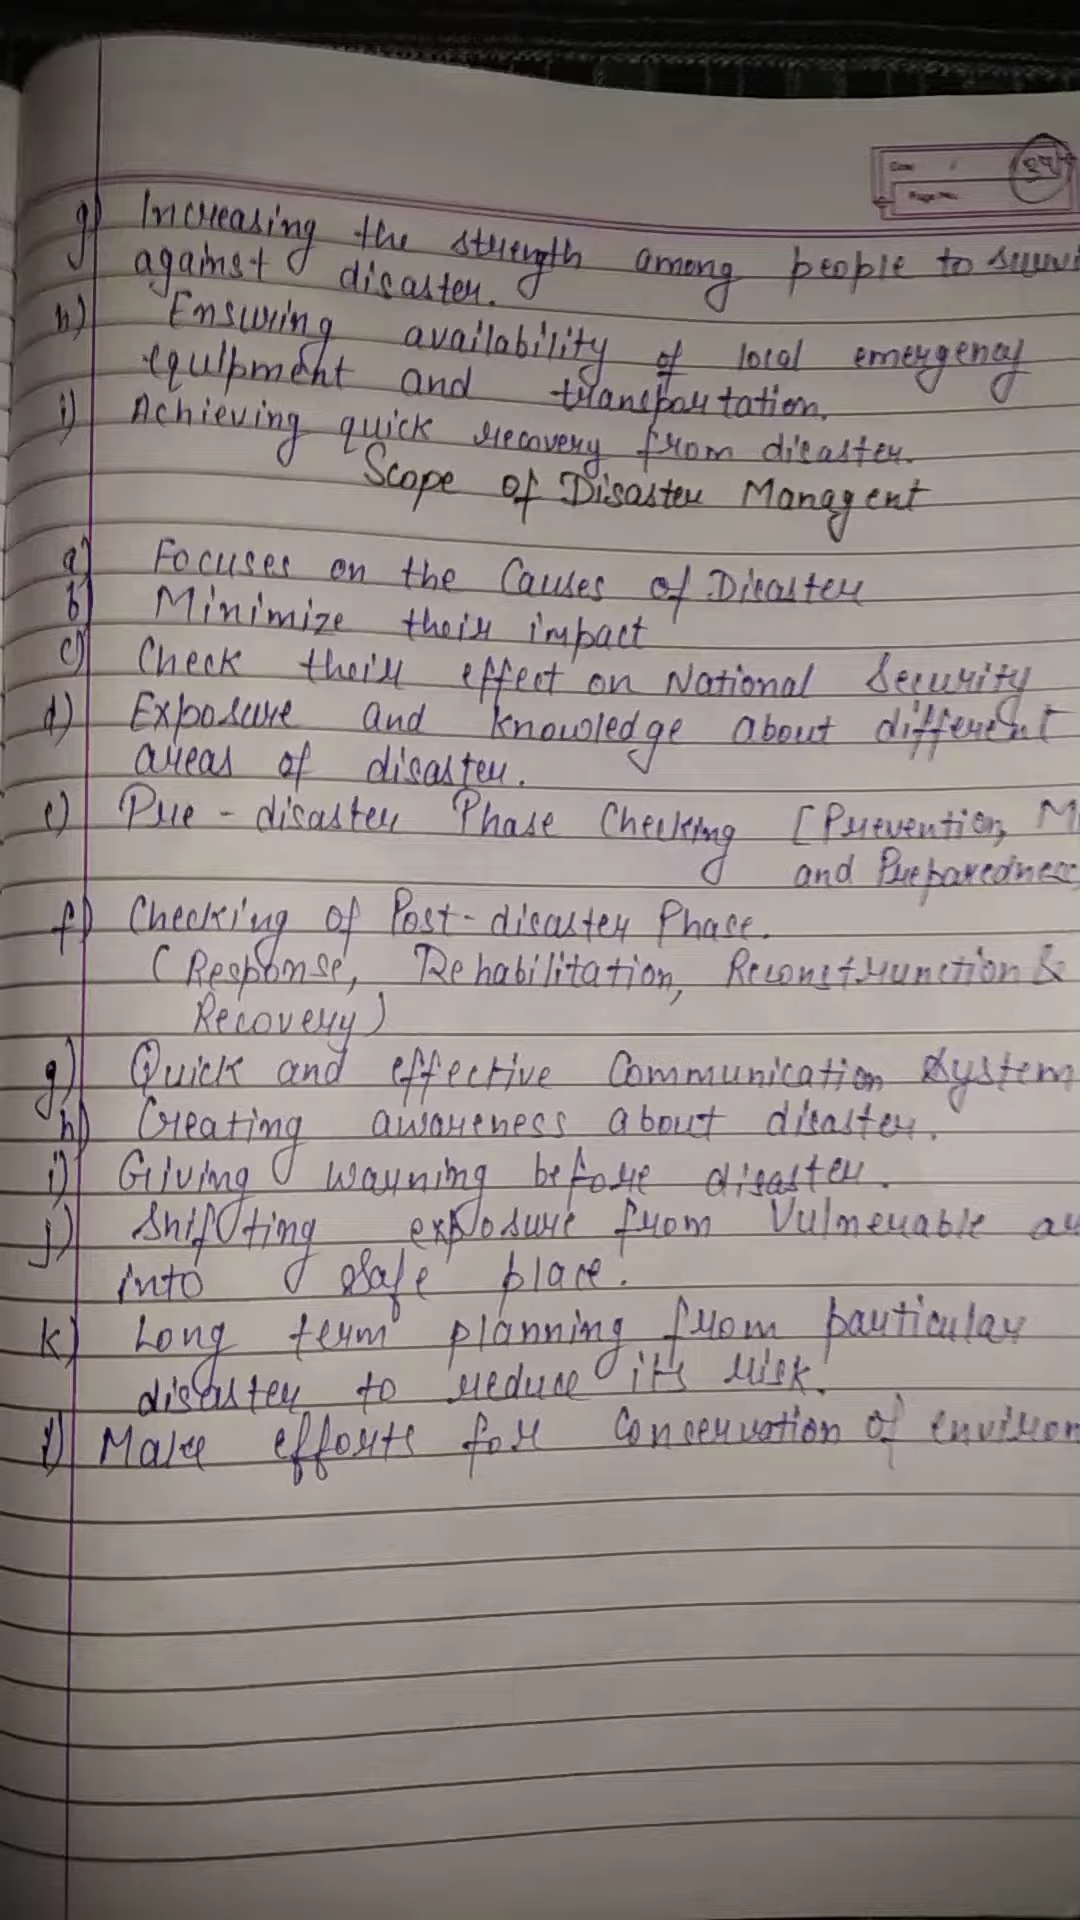 g) Increasing the strength among people to
against disaster.
h) Ensuring availability of local emergency
equipment and transportation.
i) Achieving quick recovery from disaster.
Scope of Disaster Managent
a) Focuses on the Causes of Disaster
b) Minimize their impact
c) Check their effect on National Security
d) Exposure and knowledge about different
areas of disaster.
e) Pre-disaster Phase Checking [Prevention,
and Preparedness
f) Checking of Post-disaster Phase.
(Response, Rehabilitation, Reconstrunction &
Recovery)
g) Quick and effective Communication System
h) Creating awareness about disaster.
i) Giving warning before disaster.
j) Shifting exposure from Vulnerable
into safe place.
k) Long term planning from particular
disaster to reduce its risk.
l) Make efforts for Conservation of environ